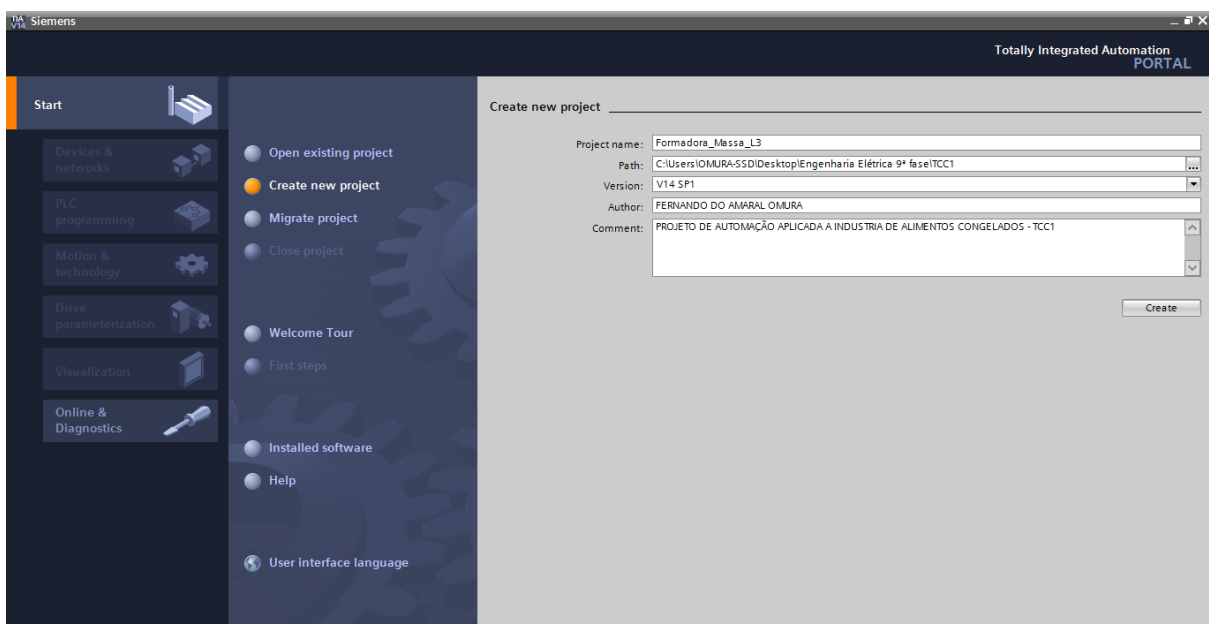 TIA
V14 Siemens
Totally Integrated Automation
PORTAL
Start
Devices &
networks
PLC
programming
Motion &
technology
Drive
parameterization
Visualization
Online &
Diagnostics
Open existing project
Create new project
Migrate project
Close project
Welcome Tour
First steps
Installed software
Help
User interface language
Create new project
Project name: Formadora_Massa_L3
Path: C:\Users\OMURA-SSD\Desktop\Engenharia Elétrica 9ª fase\TCC1
...
Version: V14 SP1
Author: FERNANDO DO AMARAL OMURA
Comment: PROJETO DE AUTOMAÇÃO APLICADA A INDUSTRIA DE ALIMENTOS CONGELADOS - TCC1
Create